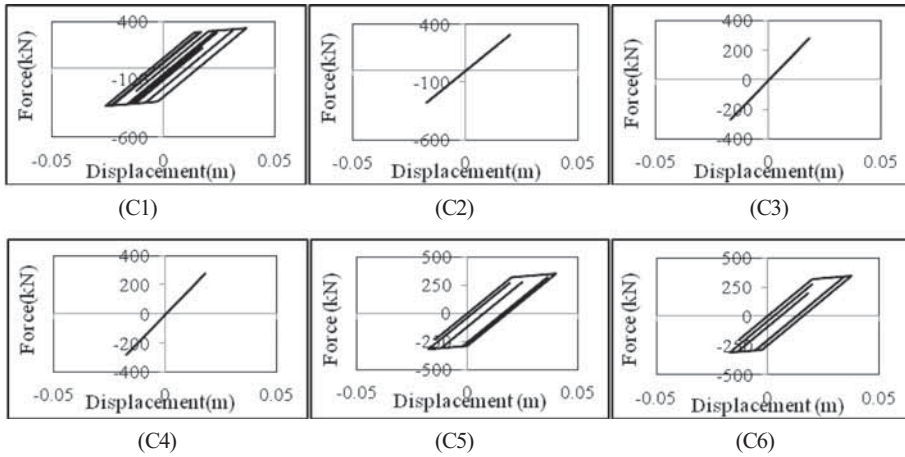 400
-100
-600
-0.05 0 0.05
Force(kN)
Displacement(m)
(C1)
400
-100
-600
-0.05 0 0.05
Force(kN)
Displacement(m)
(C2)
400
200
0
-200
-400
-0.05 0 0.05
Force(kN)
Displacement(m)
(C3)
400
200
0
-200
-400
-0.05 0 0.05
Force(kN)
Displacement(m)
(C4)
500
250
0
-500
-0.05 0 0.05
Force(kN)
Displacement (m)
(C5)
500
250
0
-500
-0.05 0 0.05
Force(kN)
Displacement(m)
(C6)